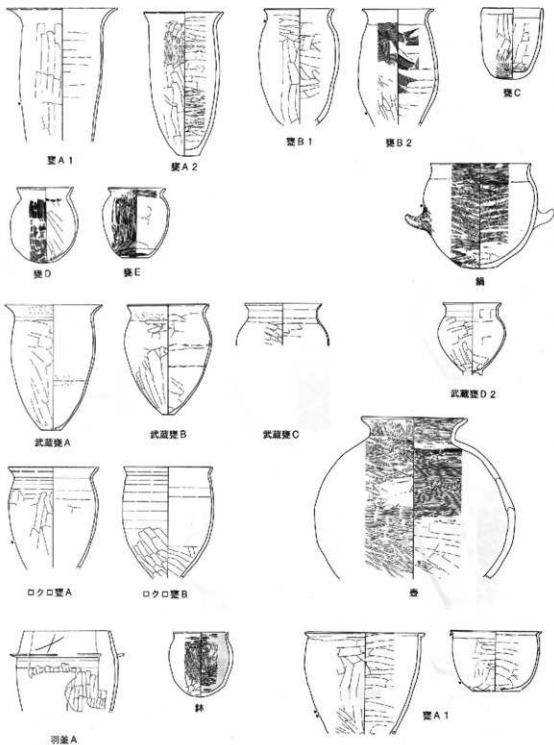 甕A1
甕A2
甕B1
甕B2
甕C
甕D
甕E
鍋
武蔵甕A
武蔵甕B
武蔵甕C
武蔵甕D2
ロクロ甕A
ロクロ甕B
壺
羽釜A
鉢
甕A1